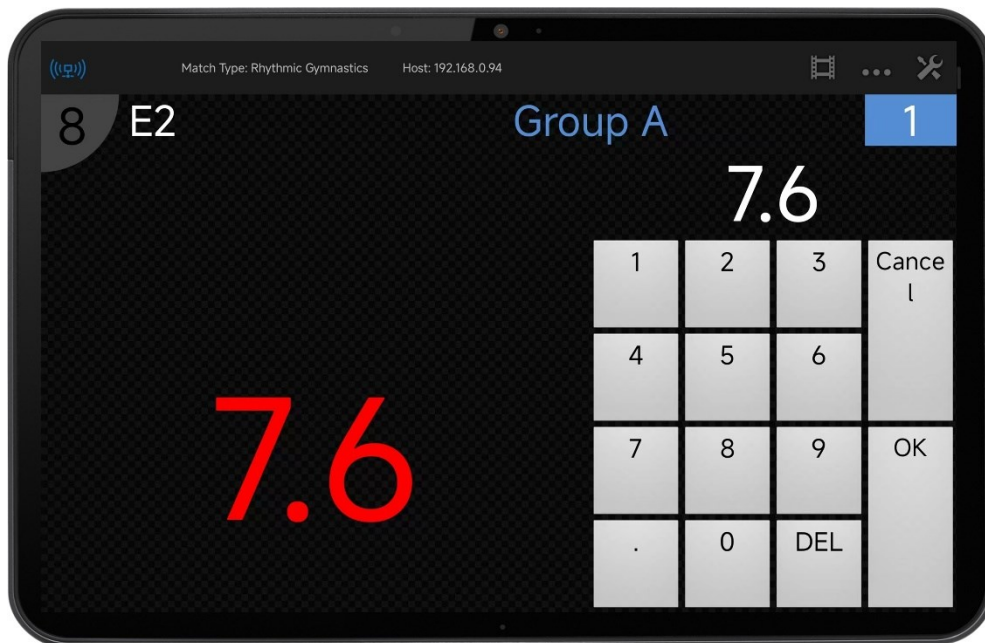 Match Type: Rhythmic Gymnastics Host: 192.168.0.94
8 E2 Group A 1
7.6
1 2 3 Cance
l
4 5 6
7.6
7 8 9 OK
. 0 DEL